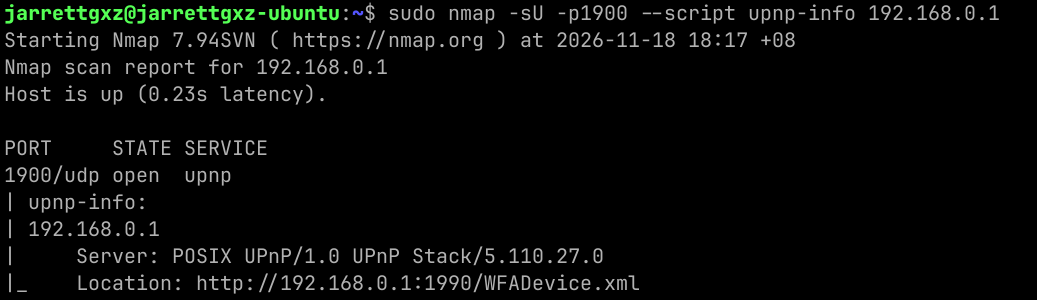 jarrettgxz@jarrettgxz-ubuntu:~$ sudo nmap -sU -p1900 --script upnp-info 192.168.0.1
Starting Nmap 7.94SVN ( https://nmap.org ) at 2026-11-18 18:17 +08
Nmap scan report for 192.168.0.1
Host is up (0.23s latency).

PORT     STATE SERVICE
1900/udp open  upnp
| upnp-info:
| 192.168.0.1
|     Server: POSIX UPnP/1.0 UPnP Stack/5.110.27.0
|_    Location: http://192.168.0.1:1990/WFADevice.xml